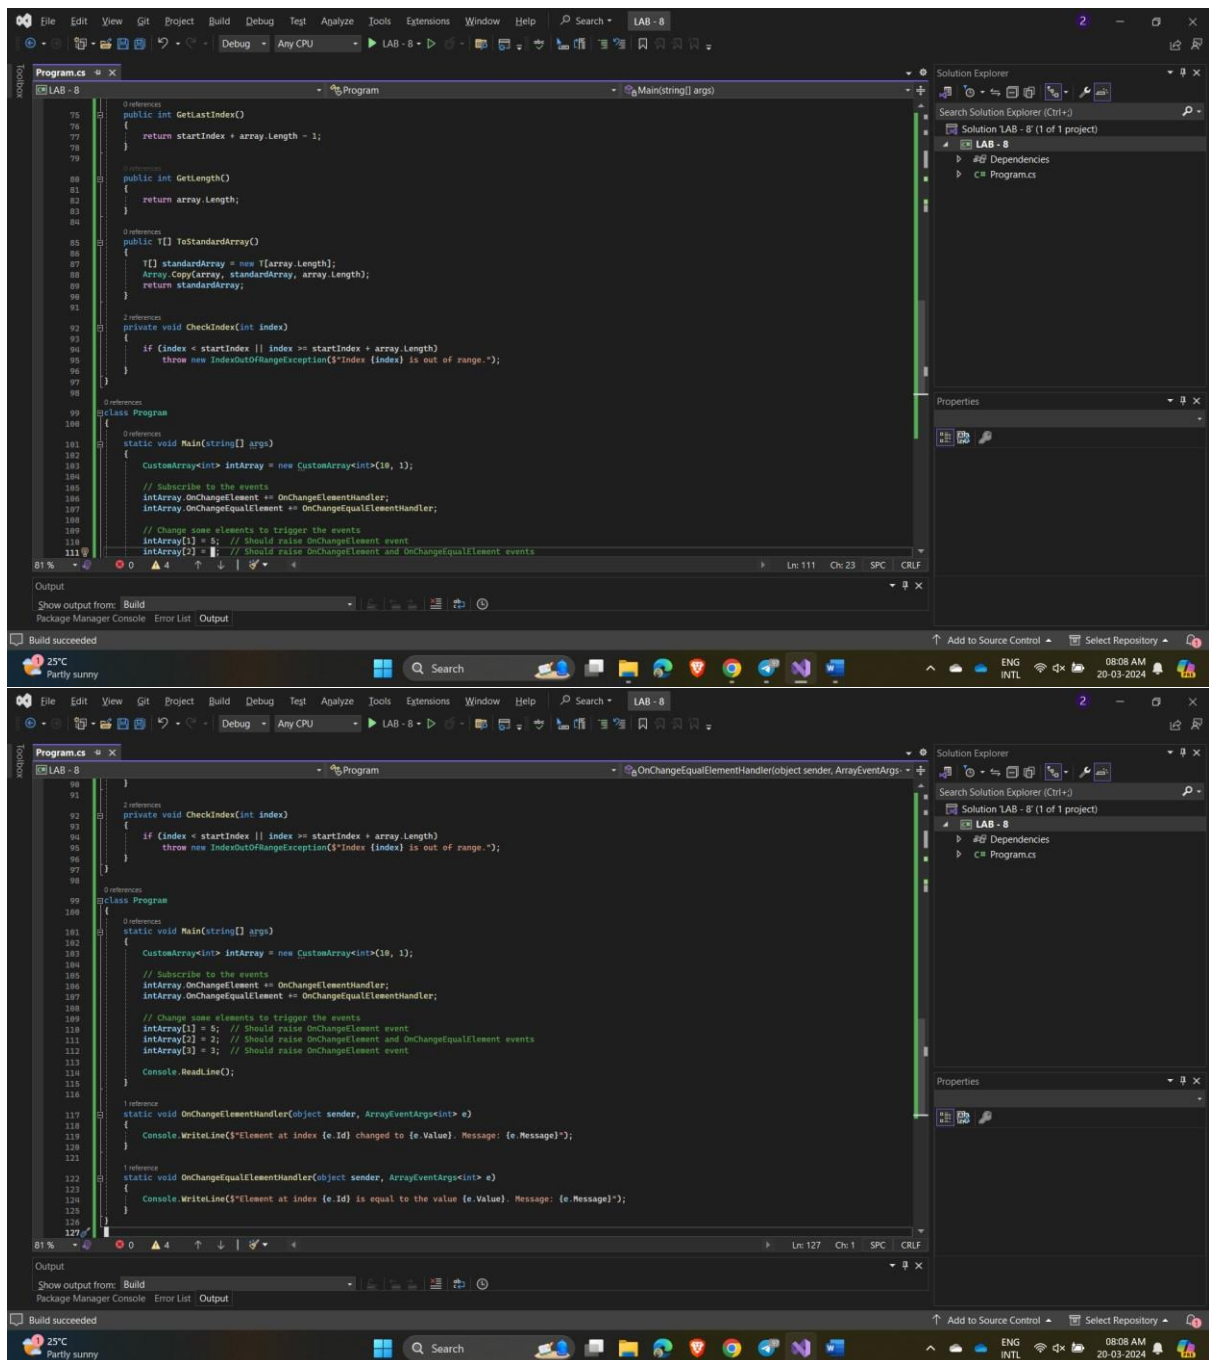 File Edit View Git Project Build Debug Test Analyze Tools Extensions Window Help Search LAB - 8 2
Debug Any CPU LAB - 8
Toolbox
Program.cs
LAB - 8 Program Main(string[] args)
0 references
75 public int GetLastIndex()
76 {
77 return startIndex + array.Length - 1;
78 }
79
0 references
80 public int GetLength()
81 {
82 return array.Length;
83 }
84
0 references
85 public T[] ToStandardArray()
86 {
87 T[] standardArray = new T[array.Length];
88 Array.Copy(array, standardArray, array.Length);
89 return standardArray;
90 }
91
2 references
92 private void CheckIndex(int index)
93 {
94 if (index < startIndex || index >= startIndex + array.Length)
95 throw new IndexOutOfRangeException($"Index {index} is out of range.");
96 }
97 }
98
0 references
99 class Program
100 {
0 references
101 static void Main(string[] args)
102 {
103 CustomArray<int> intArray = new CustomArray<int>(10, 1);
104
105 // Subscribe to the events
106 intArray.OnChangeElement += OnChangeElementHandler;
107 intArray.OnChangeEqualElement += OnChangeEqualElementHandler;
108
109 // Change some elements to trigger the events
110 intArray[1] = 5; // Should raise OnChangeElement event
111 intArray[2] = ; // Should raise OnChangeElement and OnChangeEqualElement events
81 % 0 4 Ln: 111 Ch: 23 SPC CRLF
Solution Explorer
Search Solution Explorer (Ctrl+;)
Solution 'LAB - 8' (1 of 1 project)
LAB - 8
Dependencies
C# Program.cs
Properties
Output
Show output from: Build
Package Manager Console Error List Output
Build succeeded Add to Source Control Select Repository 1
1 25°C
Partly sunny
Search
ENG
INTL
08:08 AM
20-03-2024
File Edit View Git Project Build Debug Test Analyze Tools Extensions Window Help Search LAB - 8 2
Debug Any CPU LAB - 8
Toolbox
Program.cs
LAB - 8 Program OnChangeEqualElementHandler(object sender, ArrayEventArgs
90 }
91
2 references
92 private void CheckIndex(int index)
93 {
94 if (index < startIndex || index >= startIndex + array.Length)
95 throw new IndexOutOfRangeException($"Index {index} is out of range.");
96 }
97 }
98
0 references
99 class Program
100 {
0 references
101 static void Main(string[] args)
102 {
103 CustomArray<int> intArray = new CustomArray<int>(10, 1);
104
105 // Subscribe to the events
106 intArray.OnChangeElement += OnChangeElementHandler;
107 intArray.OnChangeEqualElement += OnChangeEqualElementHandler;
108
109 // Change some elements to trigger the events
110 intArray[1] = 5; // Should raise OnChangeElement event
111 intArray[2] = 2; // Should raise OnChangeElement and OnChangeEqualElement events
112 intArray[3] = 3; // Should raise OnChangeElement event
113
114 Console.ReadLine();
115 }
116
1 reference
117 static void OnChangeElementHandler(object sender, ArrayEventArgs<int> e)
118 {
119 Console.WriteLine($"Element at index {e.Id} changed to {e.Value}. Message: {e.Message}");
120 }
121
1 reference
122 static void OnChangeEqualElementHandler(object sender, ArrayEventArgs<int> e)
123 {
124 Console.WriteLine($"Element at index {e.Id} is equal to the value {e.Value}. Message: {e.Message}");
125 }
126 }
127
81 % 0 4 Ln: 127 Ch: 1 SPC CRLF
Solution Explorer
Search Solution Explorer (Ctrl+;)
Solution 'LAB - 8' (1 of 1 project)
LAB - 8
Dependencies
C# Program.cs
Properties
Output
Show output from: Build
Package Manager Console Error List Output
Build succeeded Add to Source Control Select Repository 1
1 25°C
Partly sunny
Search
ENG
INTL
08:08 AM
20-03-2024